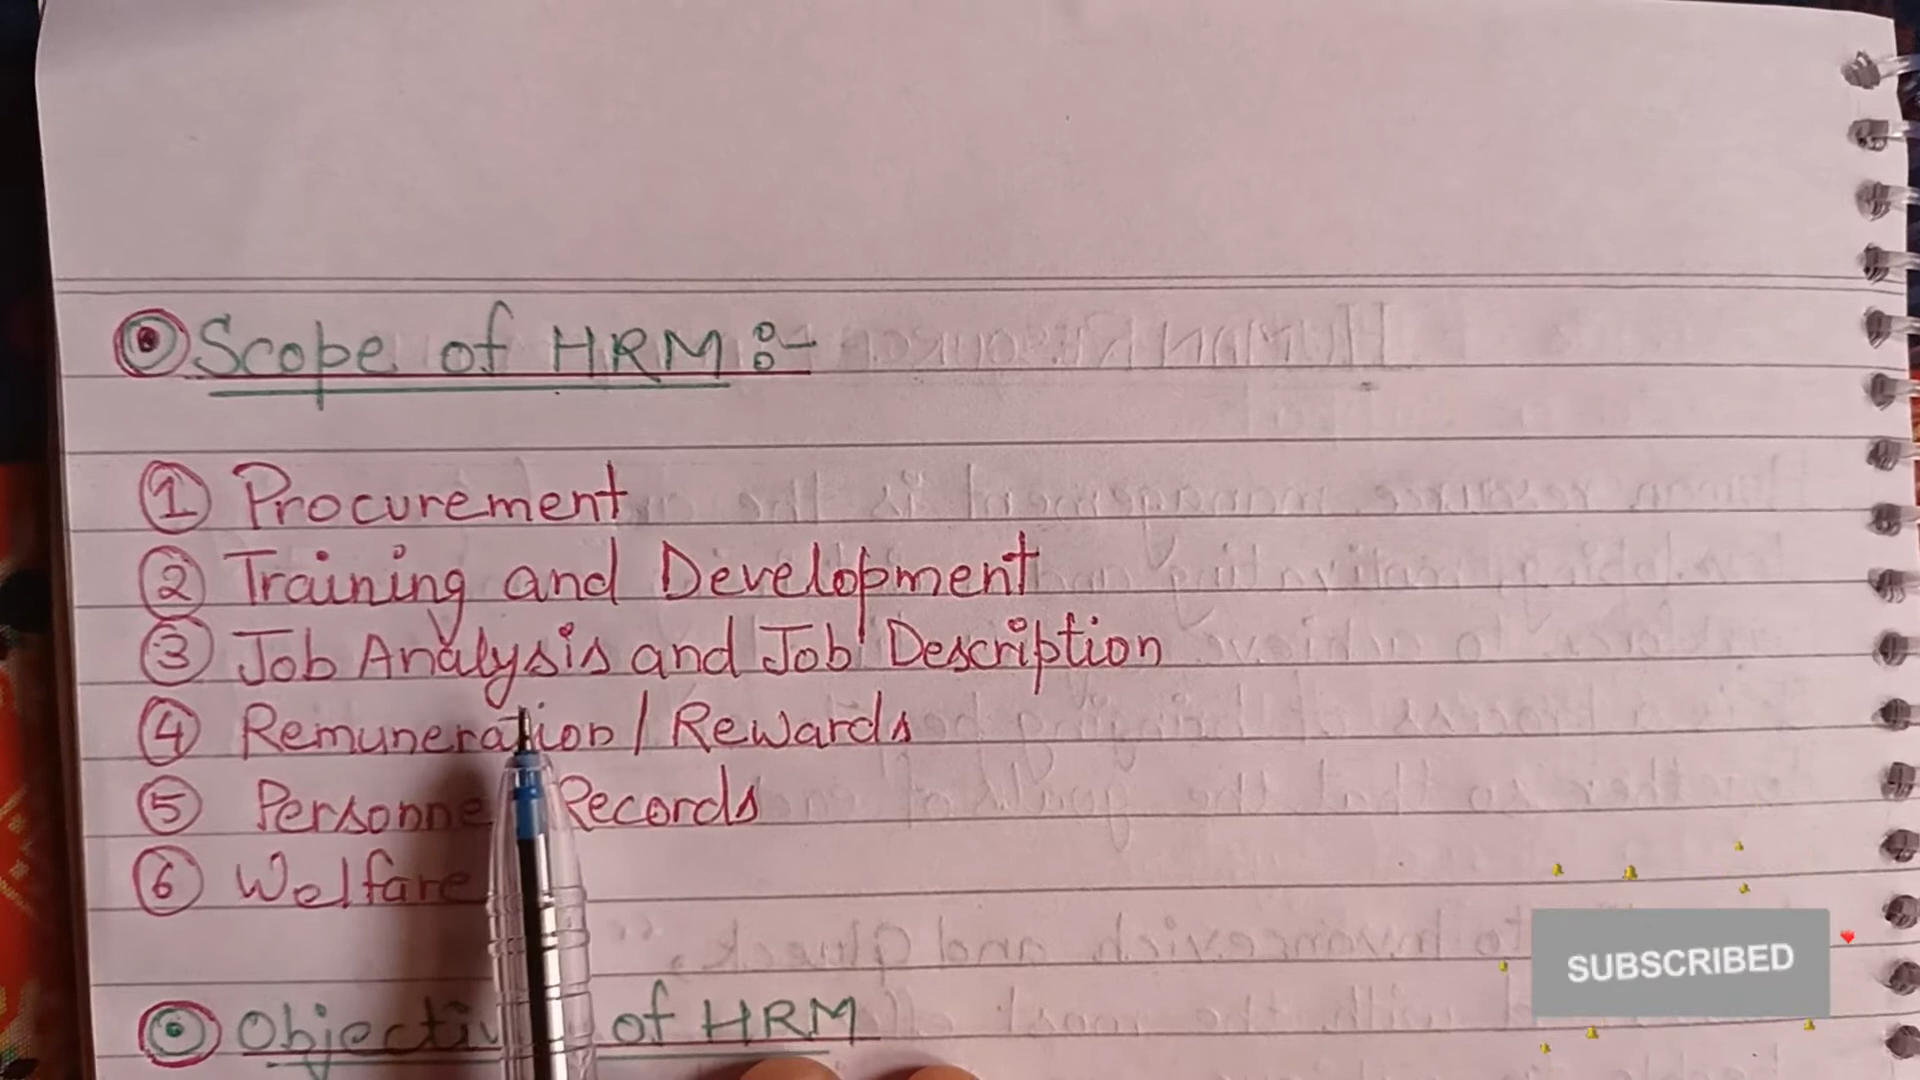 Scope of HRM :-
① Procurement
② Training and Development
③ Job Analysis and Job Description
④ Remuneration / Rewards
⑤ Personnel Records
⑥ Welfare
of HRM
SUBSCRIBED